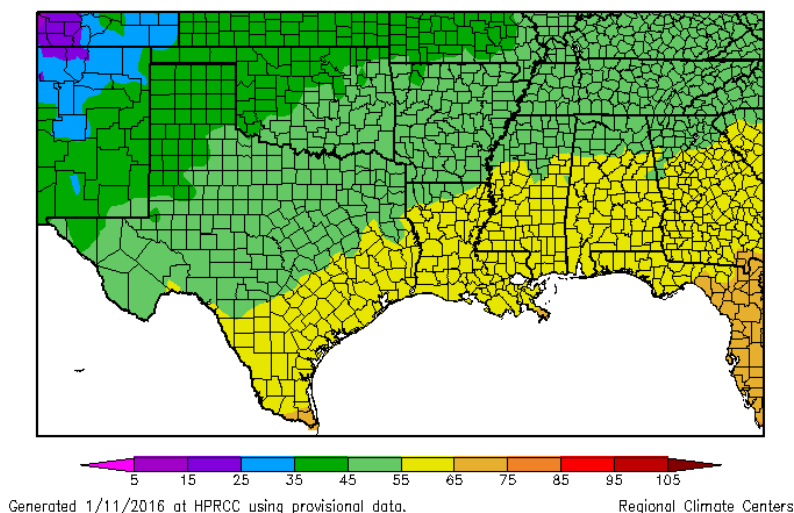 5 15 25 35 45 55 65 75 85 95 105
Generated 1/11/2016 at HPRCC using provisional data.
Regional Climate Centers